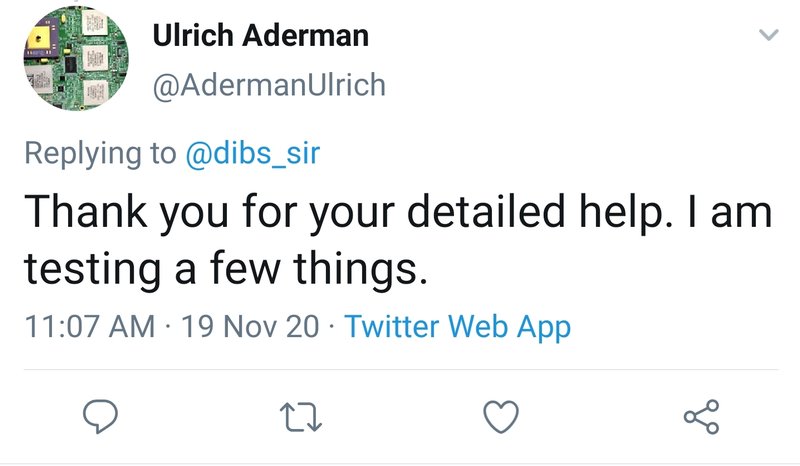 Ulrich Aderman
@AdermanUlrich
Replying to @dibs_sir
Thank you for your detailed help. I am
testing a few things.
11:07 AM · 19 Nov 20 · Twitter Web App